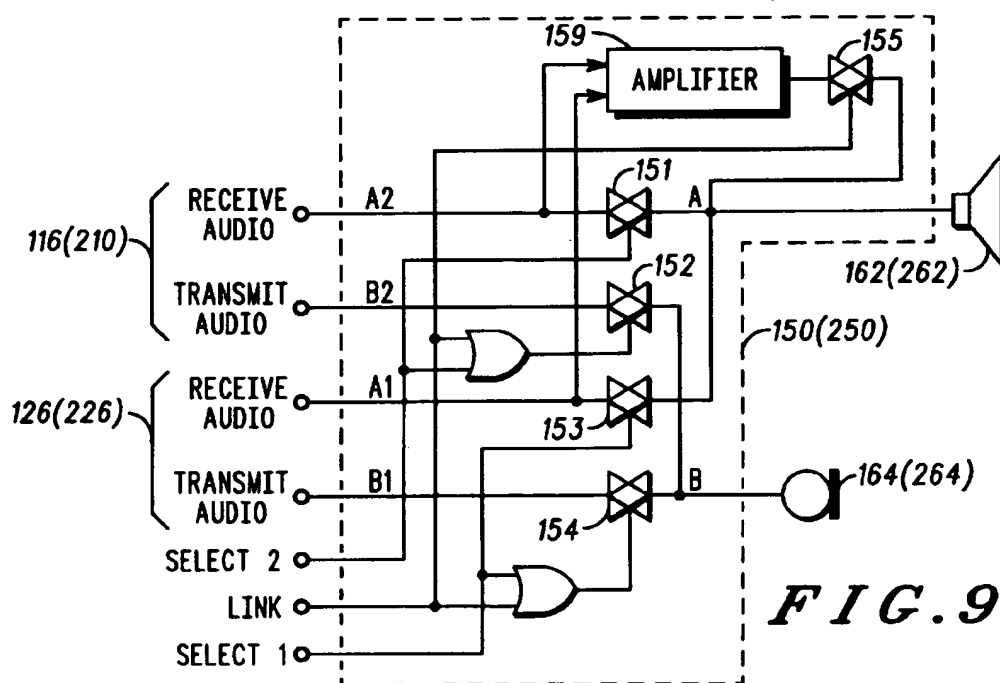 159
155
AMPLIFIER
151
RECEIVE AUDIO
A2
A
116(210)
162(262)
152
TRANSMIT AUDIO
B2
150(250)
RECEIVE AUDIO
A1
126(226)
153
TRANSMIT AUDIO
B1
B
164(264)
154
SELECT 2
LINK
SELECT 1
FIG.9